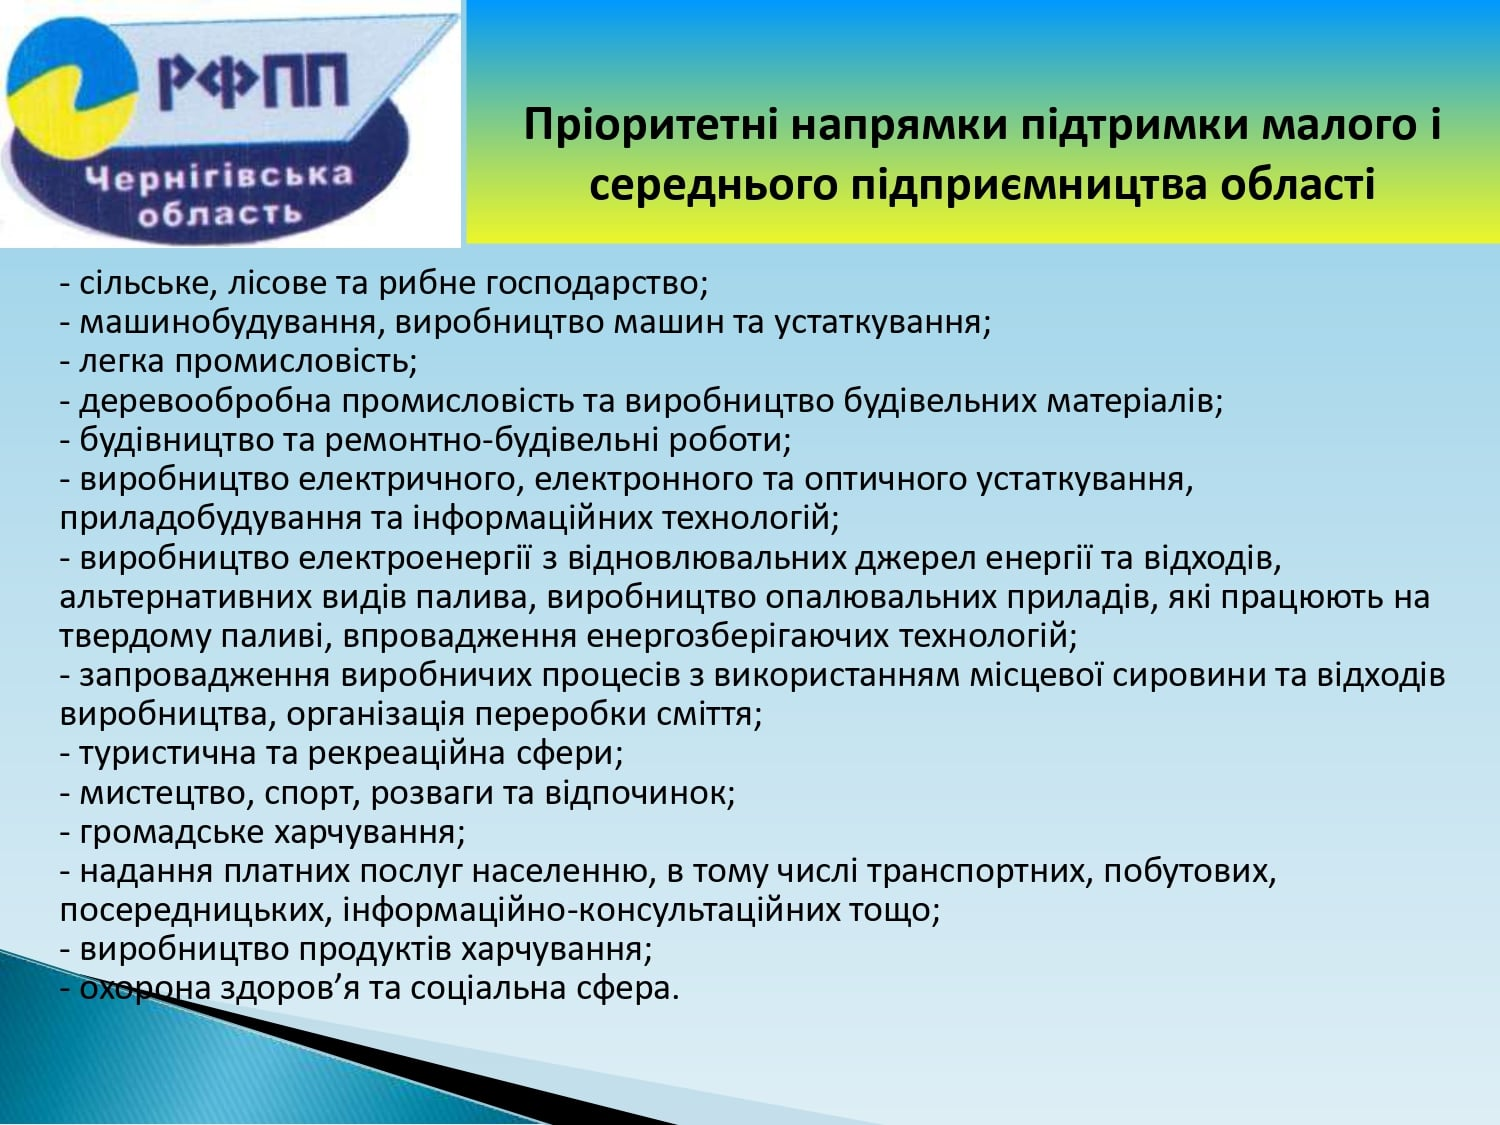 РФПП
Чернігівська
область
Пріоритетні напрямки підтримки малого і
середнього підприємництва області
- сільське, лісове та рибне господарство;
- машинобудування, виробництво машин та устаткування;
- легка промисловість;
- деревообробна промисловість та виробництво будівельних матеріалів;
- будівництво та ремонтно-будівельні роботи;
- виробництво електричного, електронного та оптичного устаткування,
приладобудування та інформаційних технологій;
- виробництво електроенергії з відновлювальних джерел енергії та відходів,
альтернативних видів палива, виробництво опалювальних приладів, які працюють на
твердому паливі, впровадження енергозберігаючих технологій;
- запровадження виробничих процесів з використанням місцевої сировини та відходів
виробництва, організація переробки сміття;
- туристична та рекреаційна сфери;
- мистецтво, спорт, розваги та відпочинок;
- громадське харчування;
- надання платних послуг населенню, в тому числі транспортних, побутових,
посередницьких, інформаційно-консультаційних тощо;
- виробництво продуктів харчування;
- охорона здоров’я та соціальна сфера.